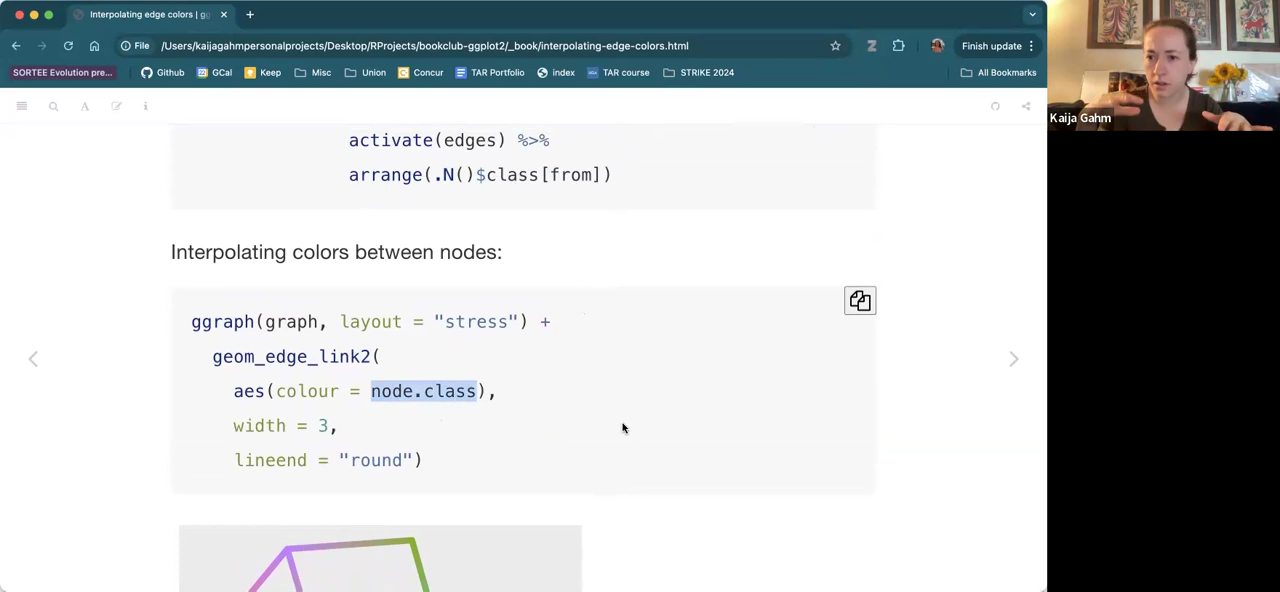 Interpolating edge colors | gg
File
/Users/kaijagahmpersonalprojects/Desktop/RProjects/bookclub-ggplot2/_book/interpolating-edge-colors.html
Finish update
SORTEE Evolution pre...
Github
GCal
Keep
Misc
Union
Concur
TAR Portfolio
index
TAR course
STRIKE 2024
All Bookmarks
Kaija Gahm
activate(edges) %>%
arrange(.N()$class[from])
Interpolating colors between nodes:
ggraph(graph, layout = "stress") +
geom_edge_link2(
aes(colour = node.class),
width = 3,
lineend = "round")